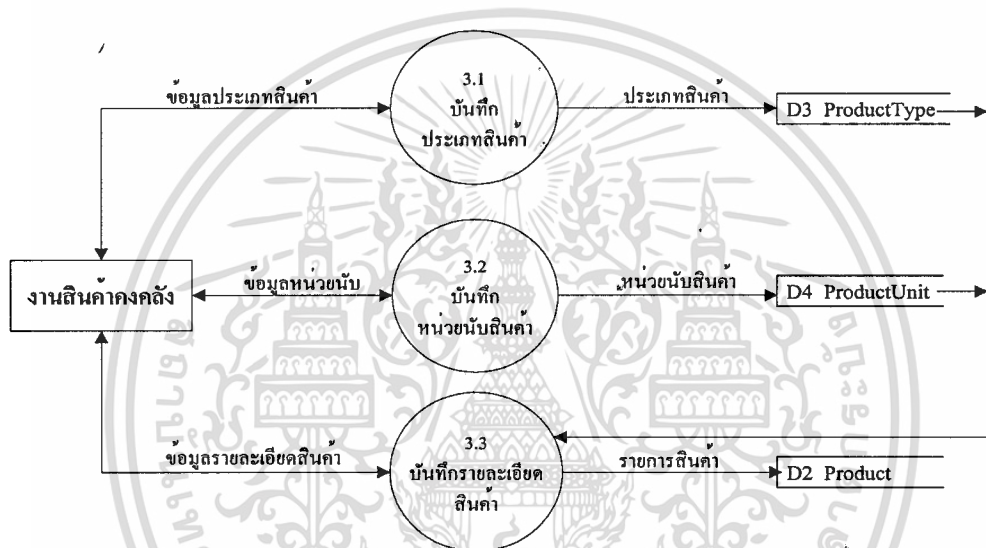 ข้อมูลประเภทสินค้า
3.1
บันทึก
ประเภทสินค้า
ประเภทสินค้า
D3 ProductType
งานสินค้าคงคลัง
ข้อมูลหน่วยนับ
3.2
บันทึก
หน่วยนับสินค้า
หน่วยนับสินค้า
D4 ProductUnit
ข้อมูลรายละเอียดสินค้า
3.3
บันทึกรายละเอียด
สินค้า
รายการสินค้า
D2 Product